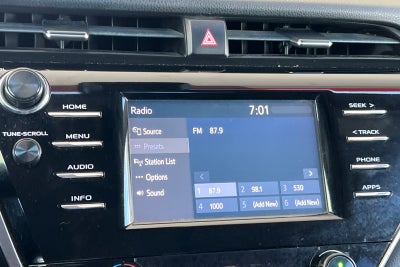 Radio 7:01
HOME
SEEK >
Source
FM 87.9
TUNE•SCROLL
MENU
Presets
< TRACK
Station List
AUDIO
PHONE
Options
INFO
Sound
1 87.9 2 98.1 3 530
APPS
4 1000 5 (Add New) 6 (Add New)